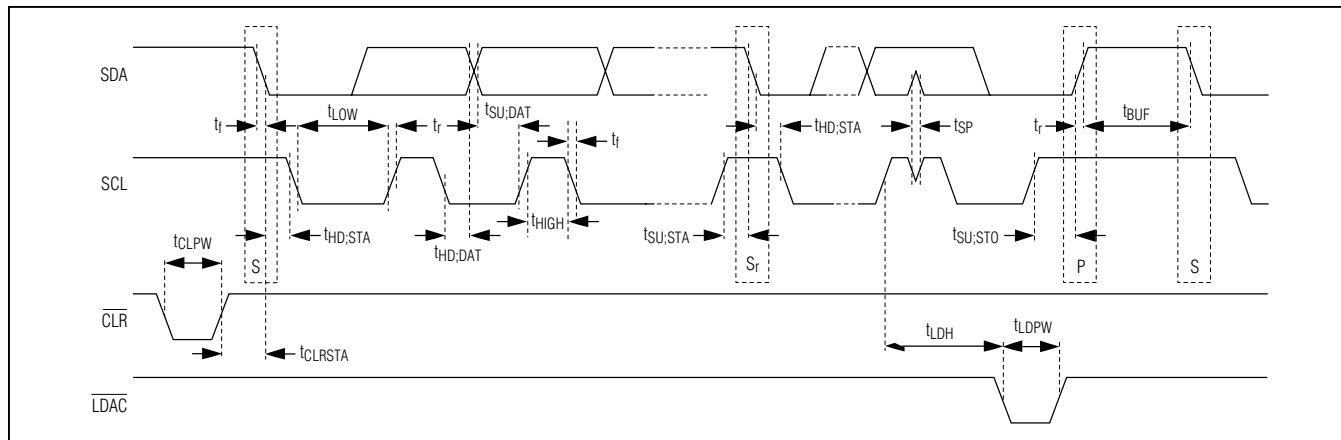 SDA
tf
tLOW
tr
tSU;DAT
tf
tHD;STA
tSP
tr
tBUF
SCL
tCLPW
S
tHD;STA
tHD;DAT
tHIGH
tSU;STA
Sr
tSU;STO
P
S
CLR
tCLRSTA
tLDH
tLDPW
LDAC